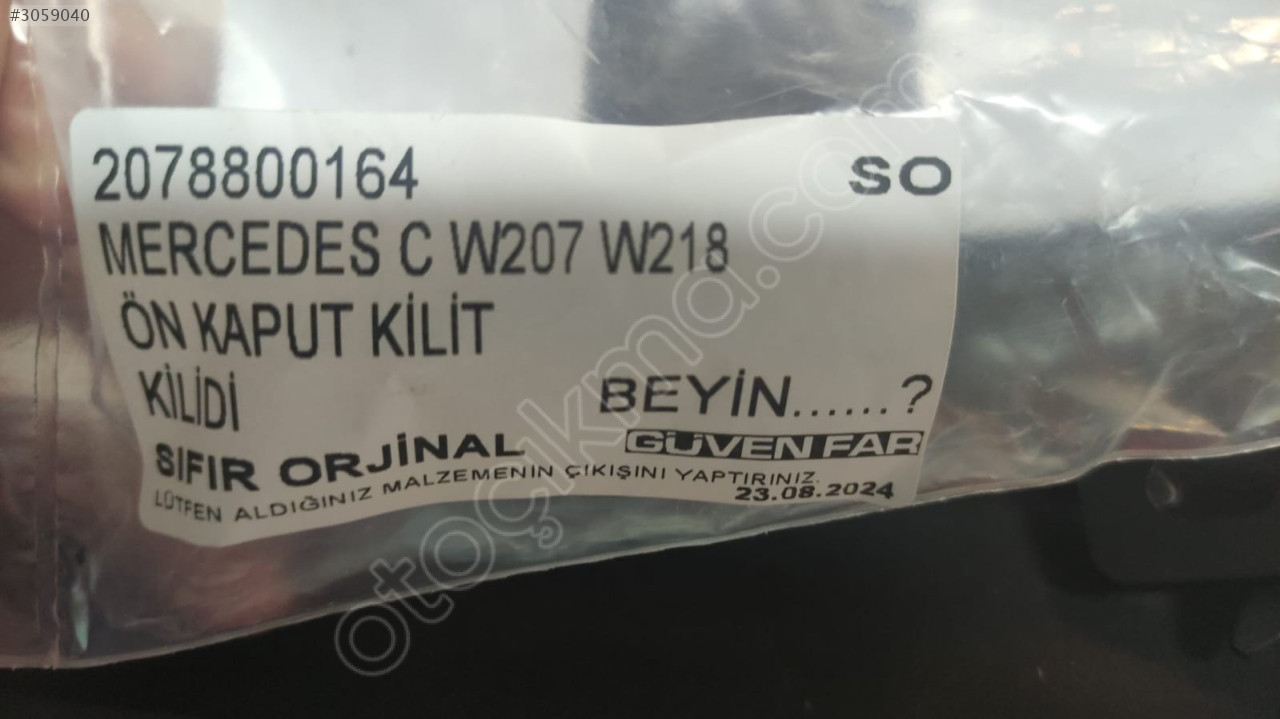 #3059040
2078800164 SO
MERCEDES C W207 W218
ÖN KAPUT KİLİT
KİLİDİ BEYİN......?
SIFIR ORJİNAL GÜVEN FAR
LÜTFEN ALDIĞINIZ MALZEMENİN ÇIKIŞINI YAPTIRINIZ.
23.08.2024
otoçıkma.com